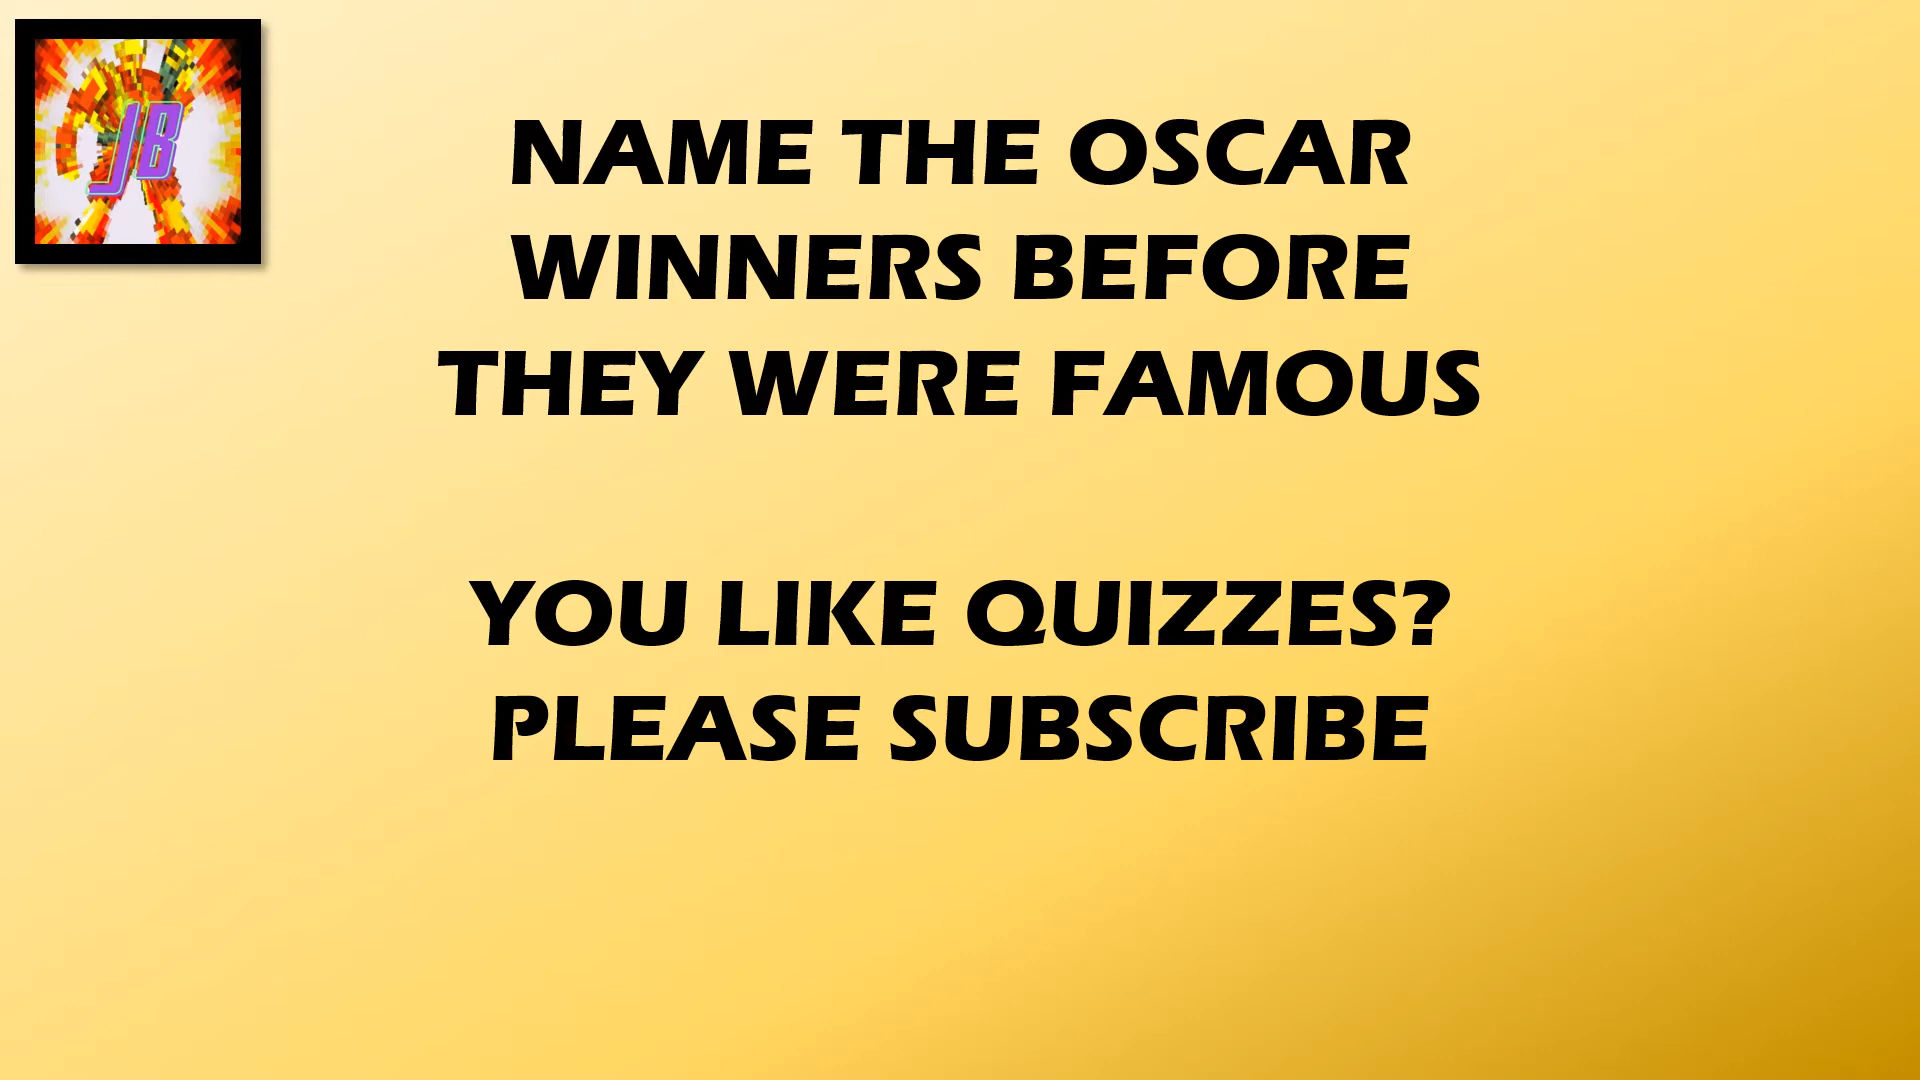 JB
NAME THE OSCAR
WINNERS BEFORE
THEY WERE FAMOUS
YOU LIKE QUIZZES?
PLEASE SUBSCRIBE